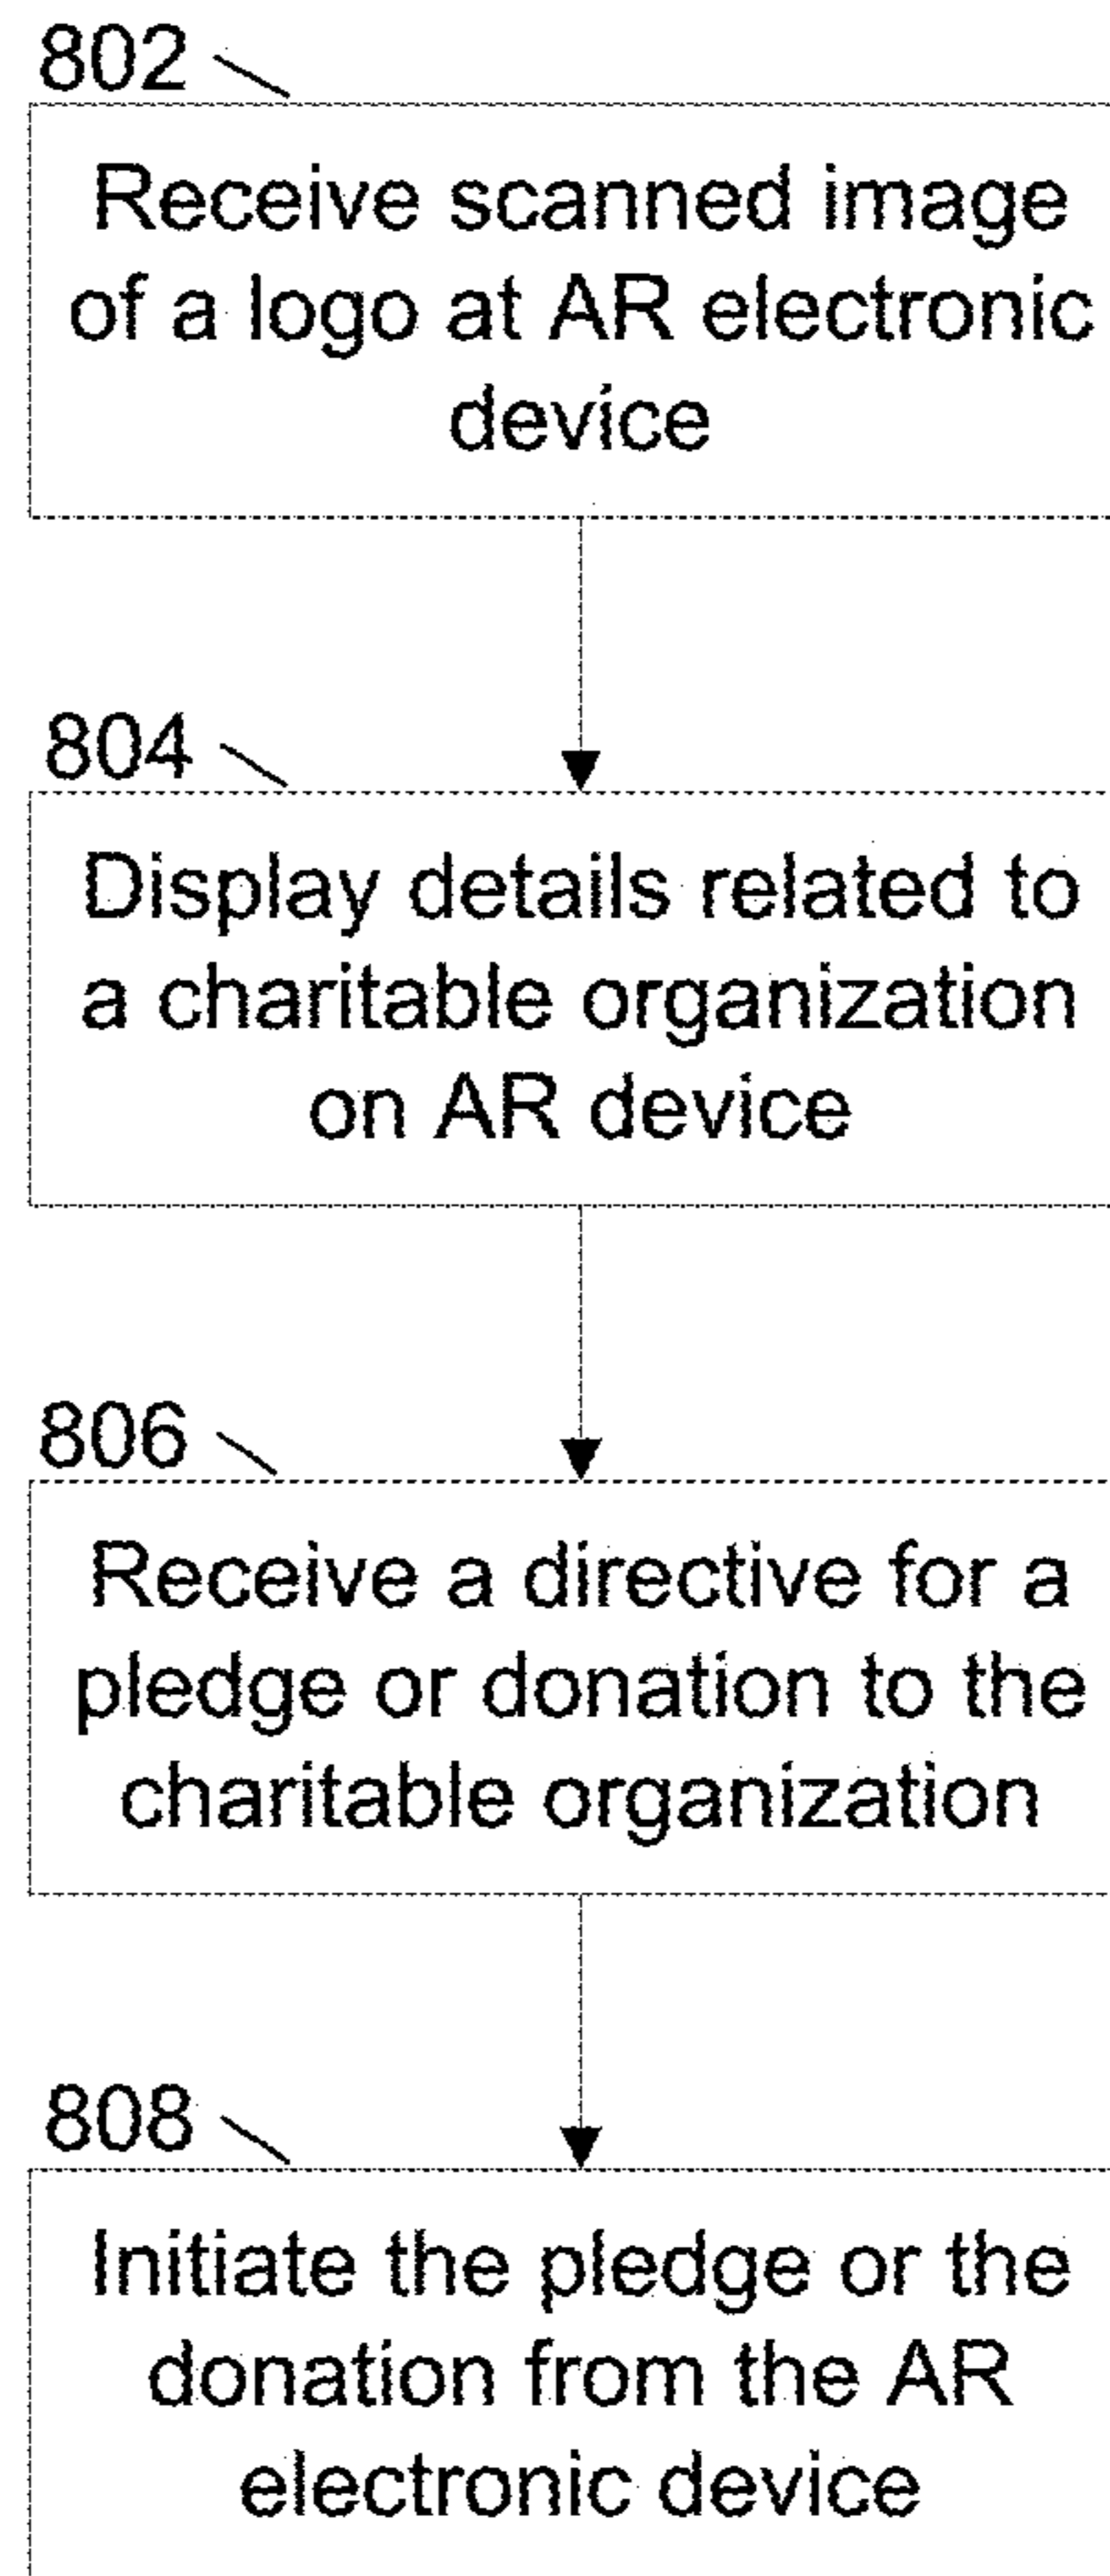 802
Receive scanned image
of a logo at AR electronic
device
804
Display details related to
a charitable organization
on AR device
806
Receive a directive for a
pledge or donation to the
charitable organization
808
Initiate the pledge or the
donation from the AR
electronic device